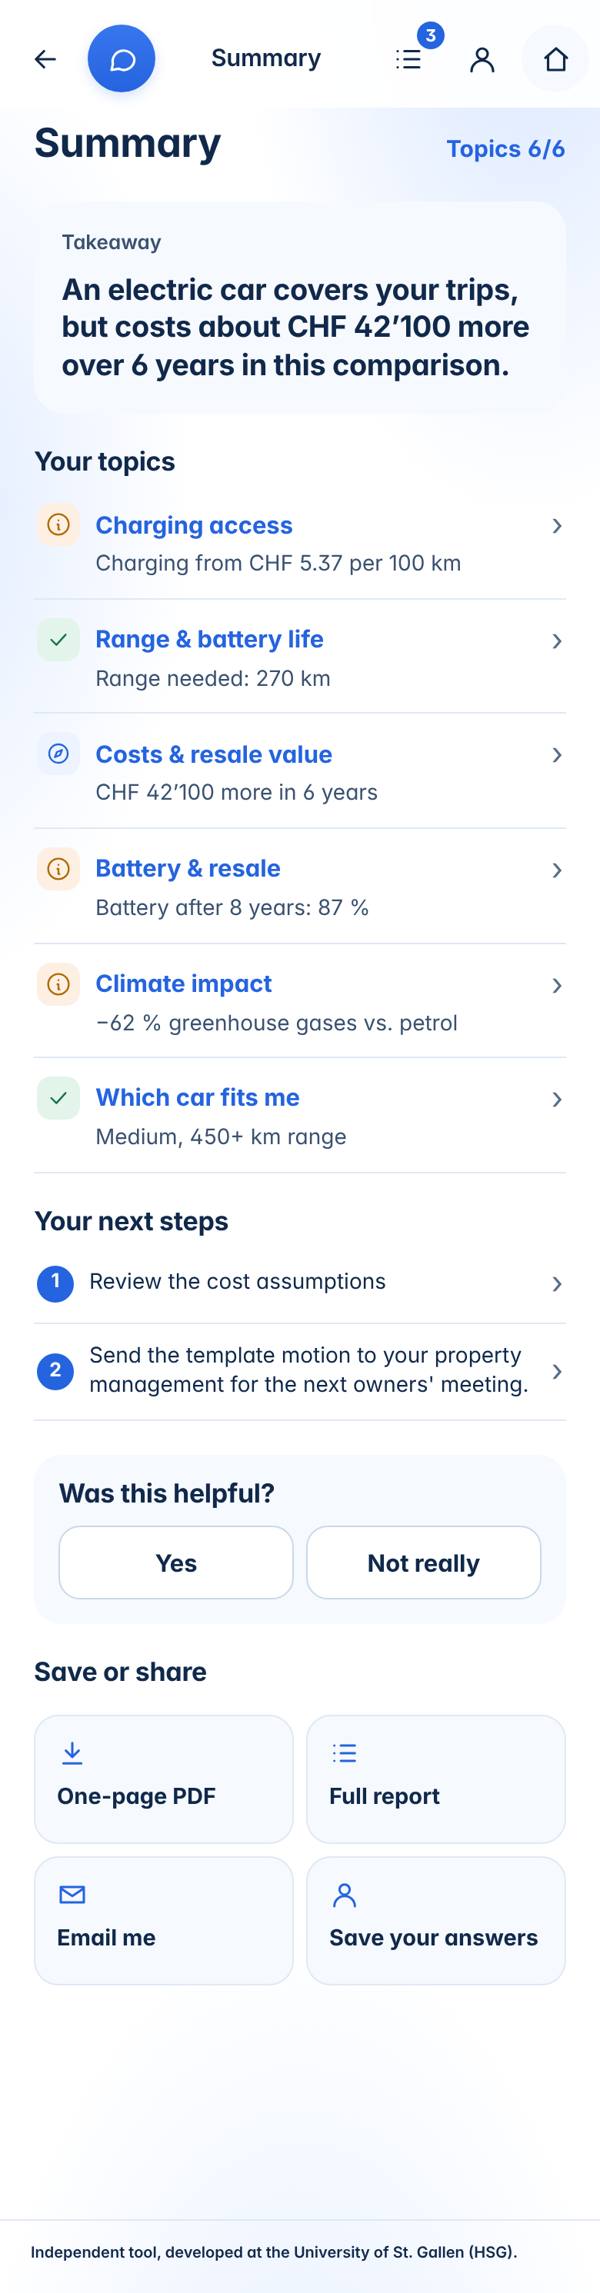 Summary
3
Summary
Topics 6/6
Takeaway
An electric car covers your trips,
but costs about CHF 42’100 more
over 6 years in this comparison.
Your topics
Charging access
Charging from CHF 5.37 per 100 km
Range & battery life
Range needed: 270 km
Costs & resale value
CHF 42’100 more in 6 years
Battery & resale
Battery after 8 years: 87 %
Climate impact
−62 % greenhouse gases vs. petrol
Which car fits me
Medium, 450+ km range
Your next steps
1 Review the cost assumptions
2 Send the template motion to your property
management for the next owners' meeting.
Was this helpful?
Yes
Not really
Save or share
One-page PDF
Full report
Email me
Save your answers
Independent tool, developed at the University of St. Gallen (HSG).